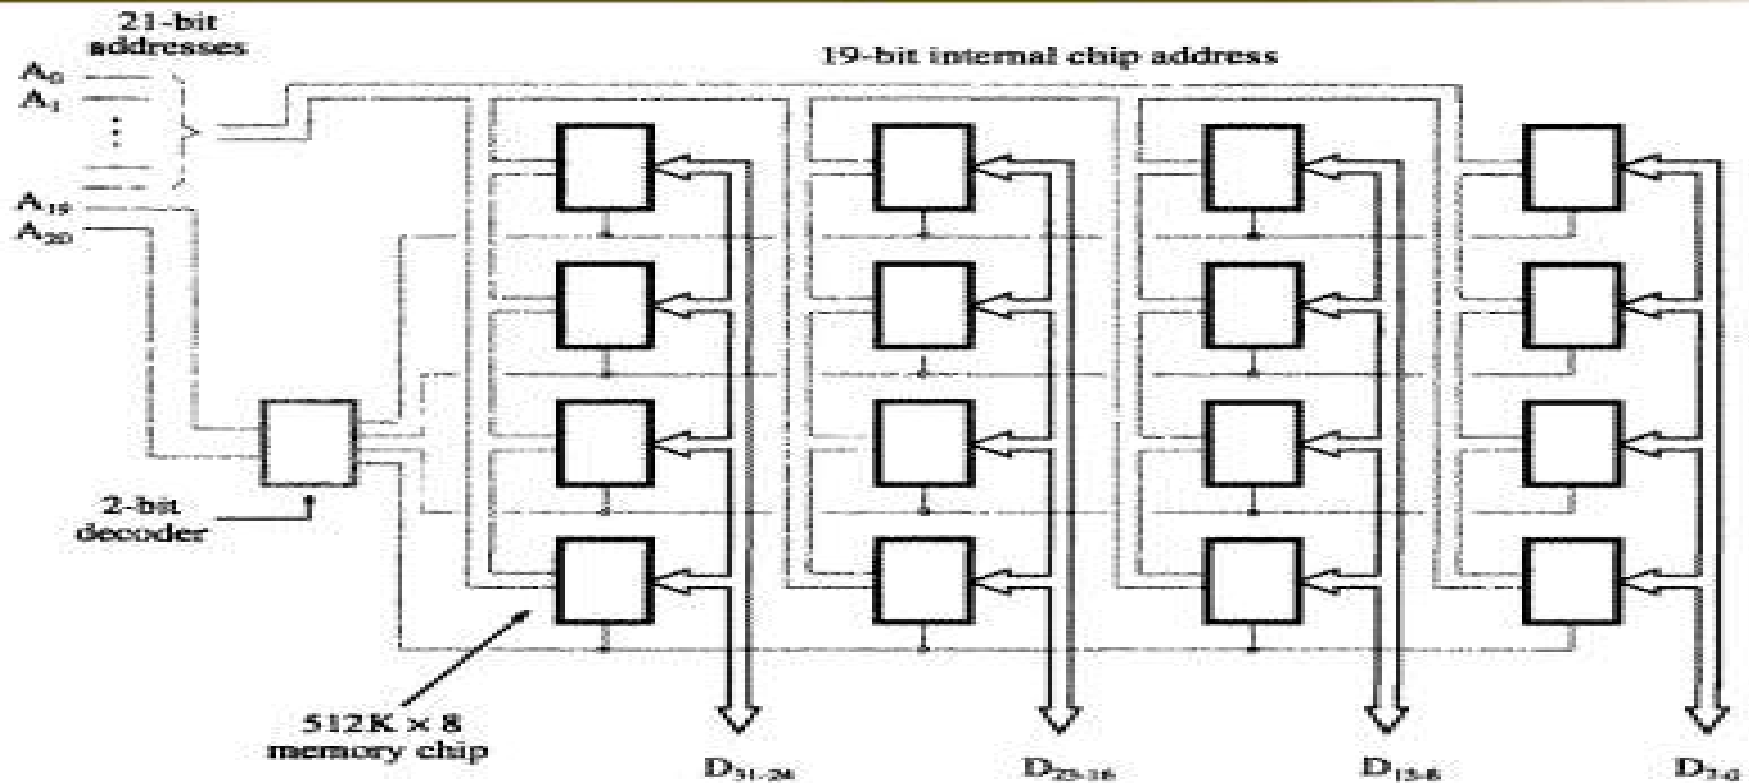 21-bit
addresses
19-bit internal chip address
A₀
A₁
A₁₉
A₂₀
2-bit
decoder
512K × 8
memory chip
D₃₁₋₂₄
D₂₃₋₁₆
D₁₅₋₈
D₇₋₀